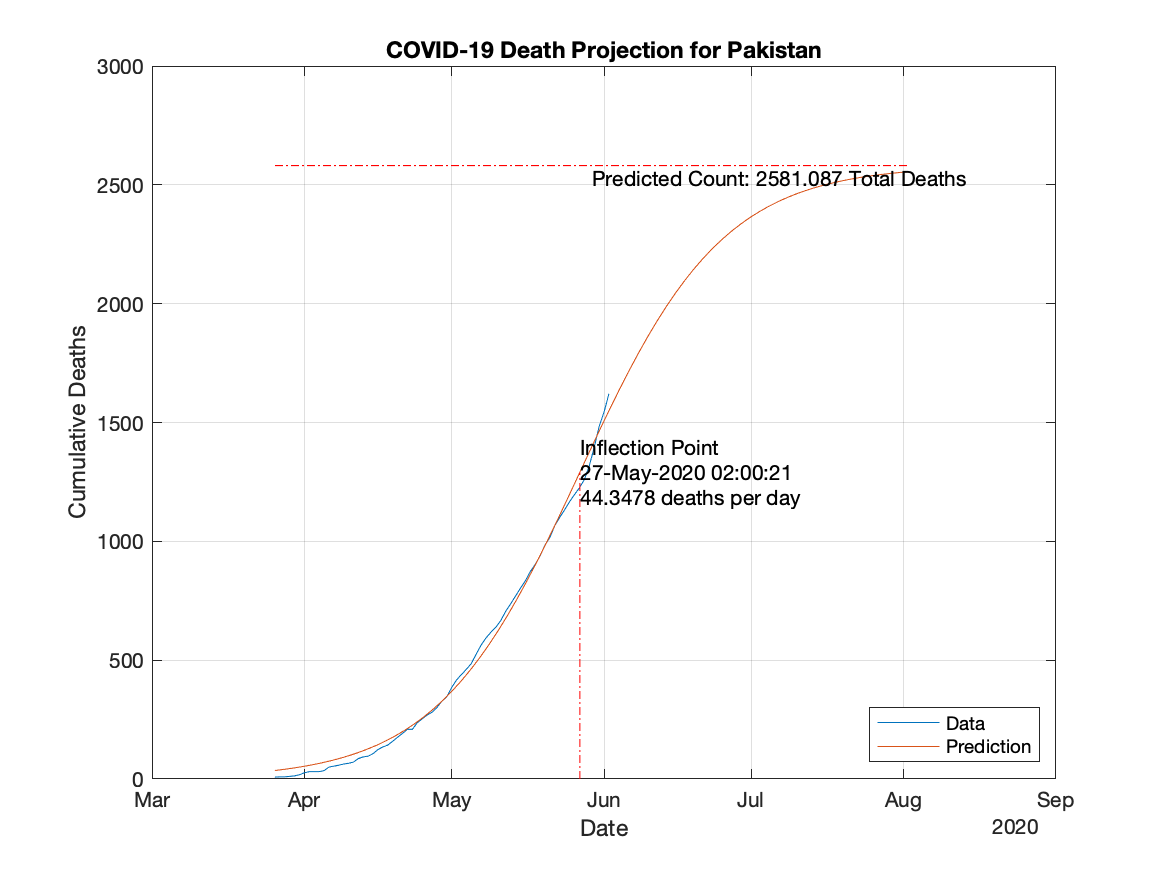 COVID-19 Death Projection for Pakistan
3000
2500
2000
1500
1000
500
0
Cumulative Deaths
Predicted Count: 2581.087 Total Deaths
Inflection Point
27-May-2020 02:00:21
44.3478 deaths per day
Data
Prediction
Mar Apr May Jun Jul Aug Sep
Date
2020